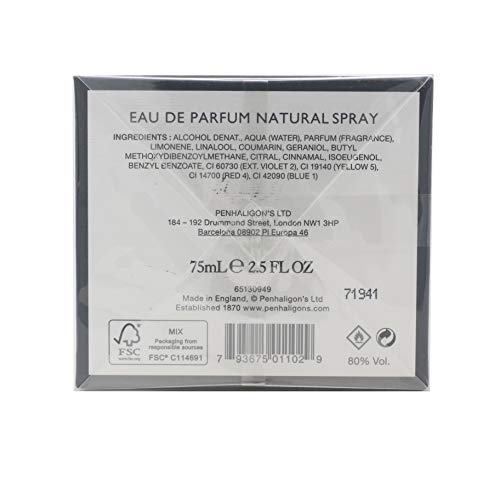 EAU DE PARFUM NATURAL SPRAY
INGREDIENTS : ALCOHOL DENAT., AQUA (WATER), PARFUM (FRAGRANCE),
LIMONENE, LINALOOL, COUMARIN, GERANIOL, BUTYL
METHOXYDIBENZOYLMETHANE, CITRAL, CINNAMAL, ISOEUGENOL,
BENZYL BENZOATE, CI 60730 (EXT. VIOLET 2), CI 19140 (YELLOW 5),
CI 14700 (RED 4), CI 42090 (BLUE 1)
PENHALIGON'S LTD
184 – 192 Drummond Street, London NW1 3HP
Barcelona 08902 Pl Europa 46
75mL ℮ 2.5 FL OZ
65130949
Made in England, © Penhaligon's Ltd
Established 1870 www.penhaligons.com
71941
FSC
www.fsc.org
MIX
Packaging from
responsible sources
FSC® C114691
7 93675 01102 9
80% Vol.